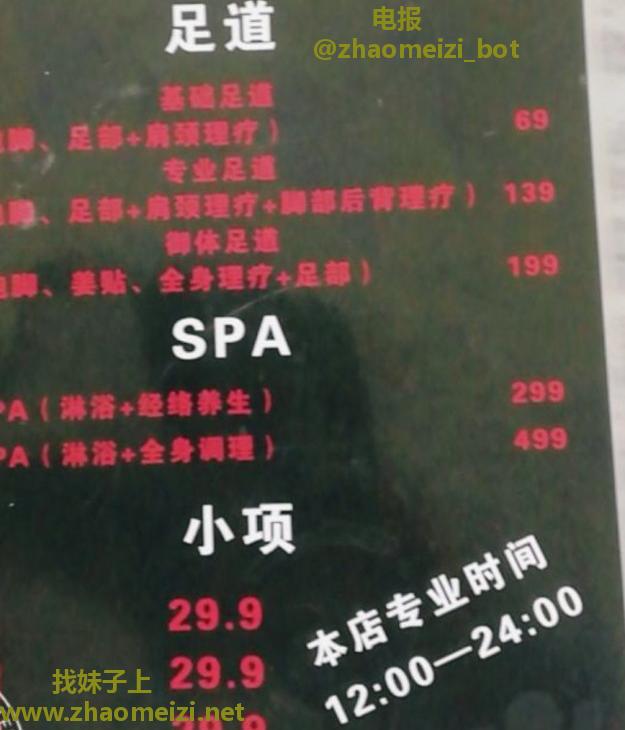 足道
电报
@zhaomeizi_bot
基础足道
脚、足部+肩颈理疗） 69
专业足道
脚、足部+肩颈理疗+脚部后背理疗） 139
御体足道
脚、姜贴、全身理疗+足部） 199
SPA
PA（淋浴+经络养生） 299
PA（淋浴+全身调理） 499
小项
29.9
本店专业时间
12:00—24:00
29.9
找妹子上
www.zhaomeizi.net
29.9